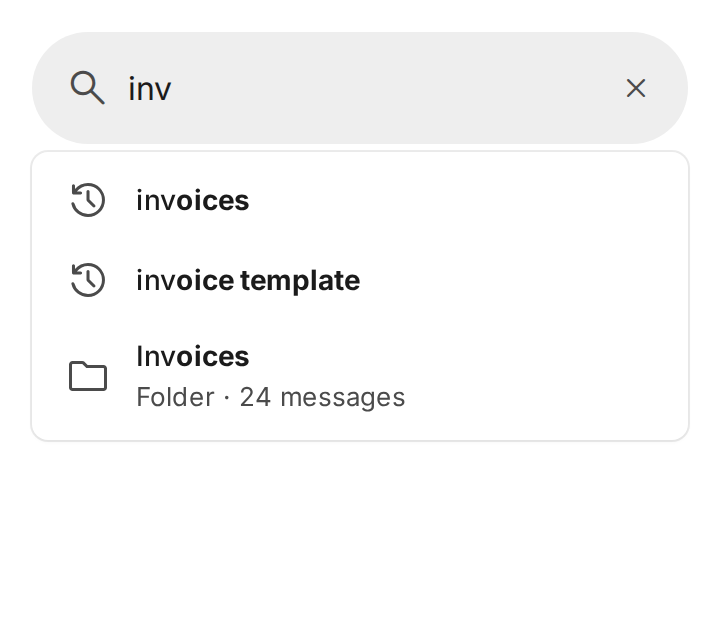 inv
invoices
invoice template
Invoices
Folder · 24 messages